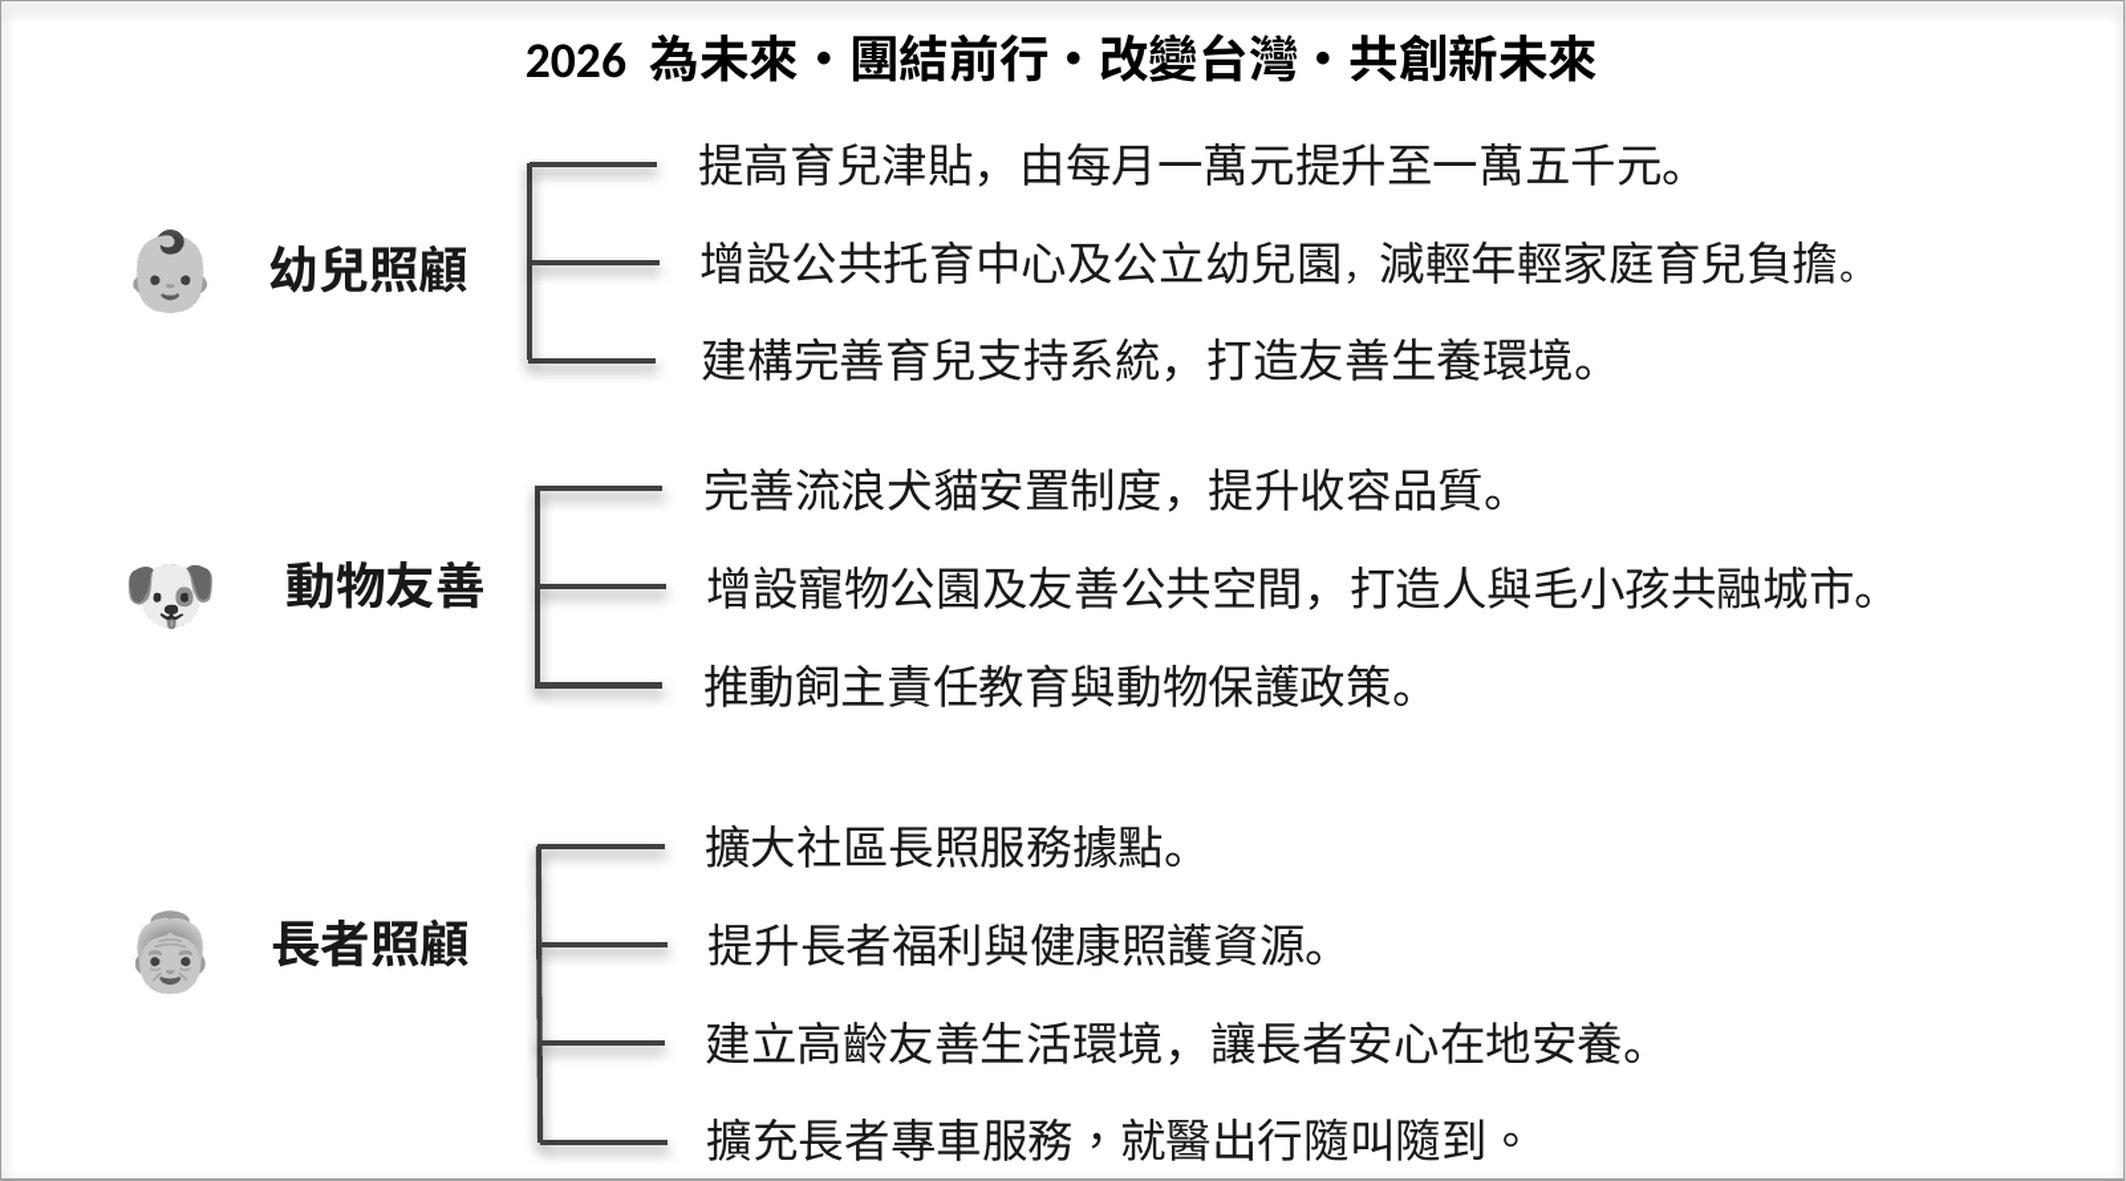 2026 為未來・團結前行・改變台灣・共創新未來
幼兒照顧
提高育兒津貼，由每月一萬元提升至一萬五千元。
增設公共托育中心及公立幼兒園，減輕年輕家庭育兒負擔。
建構完善育兒支持系統，打造友善生養環境。
動物友善
完善流浪犬貓安置制度，提升收容品質。
增設寵物公園及友善公共空間，打造人與毛小孩共融城市。
推動飼主責任教育與動物保護政策。
長者照顧
擴大社區長照服務據點。
提升長者福利與健康照護資源。
建立高齡友善生活環境，讓長者安心在地安養。
擴充長者專車服務，就醫出行隨叫隨到。